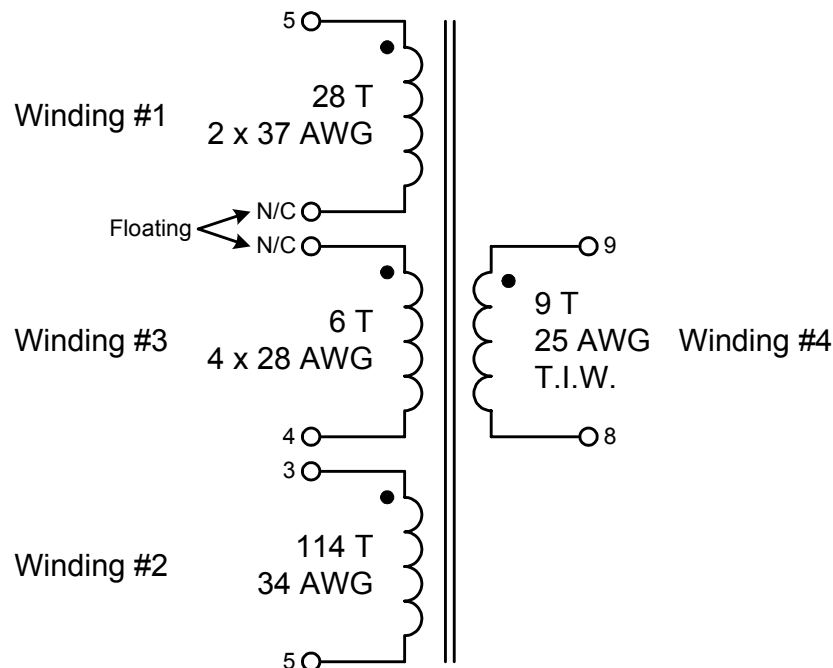 5
Winding #1
28 T
2 x 37 AWG
Floating
N/C
N/C
9
Winding #3
6 T
4 x 28 AWG
9 T
25 AWG
T.I.W.
Winding #4
4
8
3
Winding #2
114 T
34 AWG
5